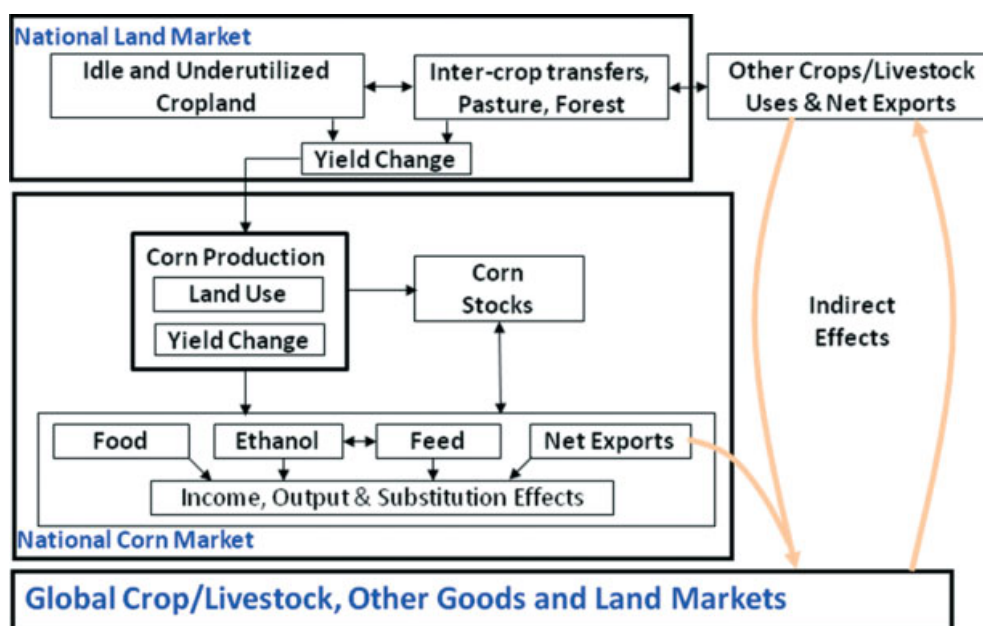 National Land Market
Idle and Underutilized
Cropland
Inter-crop transfers,
Pasture, Forest
Other Crops/Livestock
Uses & Net Exports
Yield Change
Corn Production
Land Use
Yield Change
Corn
Stocks
Indirect
Effects
Food
Ethanol
Feed
Net Exports
Income, Output & Substitution Effects
National Corn Market
Global Crop/Livestock, Other Goods and Land Markets